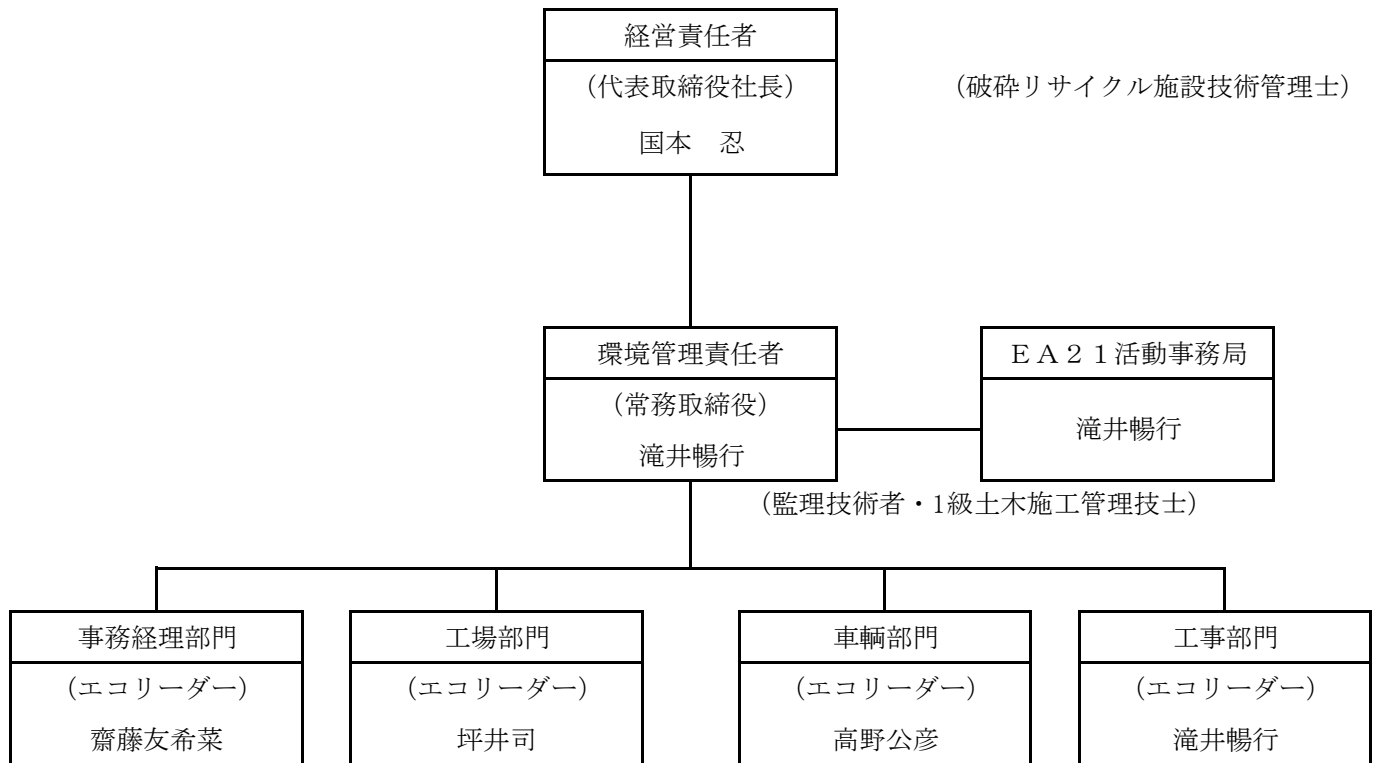 経営責任者
(代表取締役社長)
(破砕リサイクル施設技術管理士)
国本　忍
環境管理責任者
ＥＡ２１活動事務局
(常務取締役)
滝井暢行
滝井暢行
(監理技術者・1級土木施工管理技士)
事務経理部門
工場部門
車輌部門
工事部門
(エコリーダー)
(エコリーダー)
(エコリーダー)
(エコリーダー)
齋藤友希菜
坪井司
高野公彦
滝井暢行